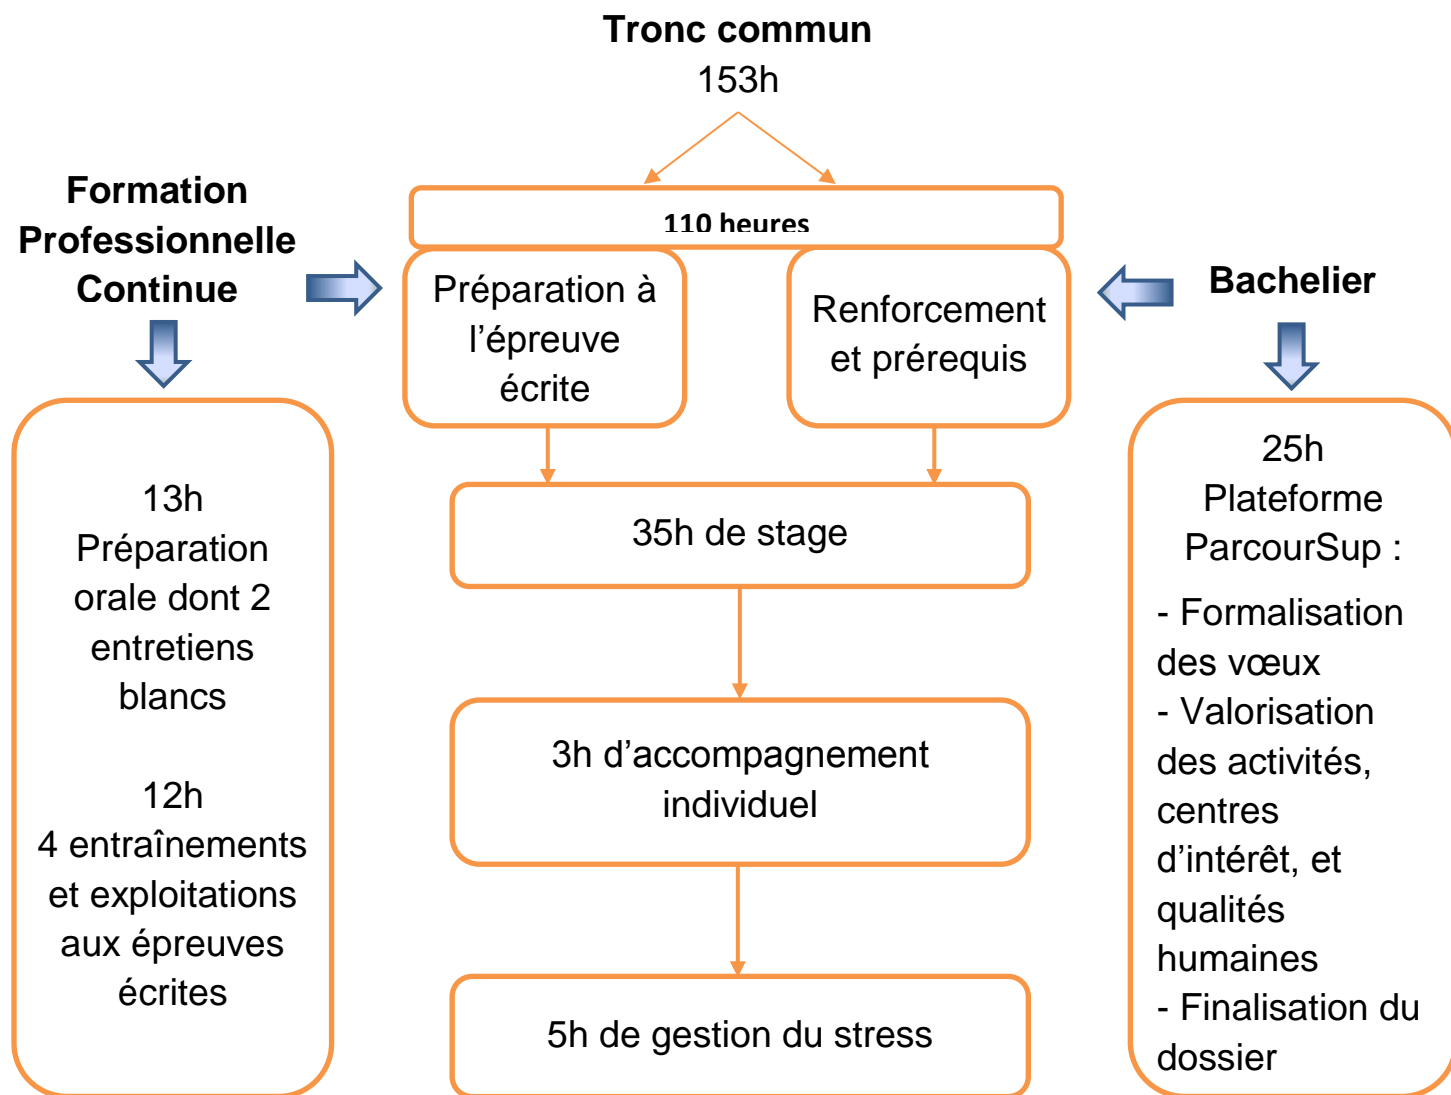 Tronc commun
153h
Formation
Professionnelle
Continue
110 heures
Préparation à
l’épreuve
écrite
Renforcement
et prérequis
Bachelier
13h
Préparation
orale dont 2
entretiens
blancs
12h
4 entraînements
et exploitations
aux épreuves
écrites
35h de stage
3h d’accompagnement
individuel
5h de gestion du stress
25h
Plateforme
ParcourSup :
- Formalisation
des vœux
- Valorisation
des activités,
centres
d’intérêt, et
qualités
humaines
- Finalisation du
dossier